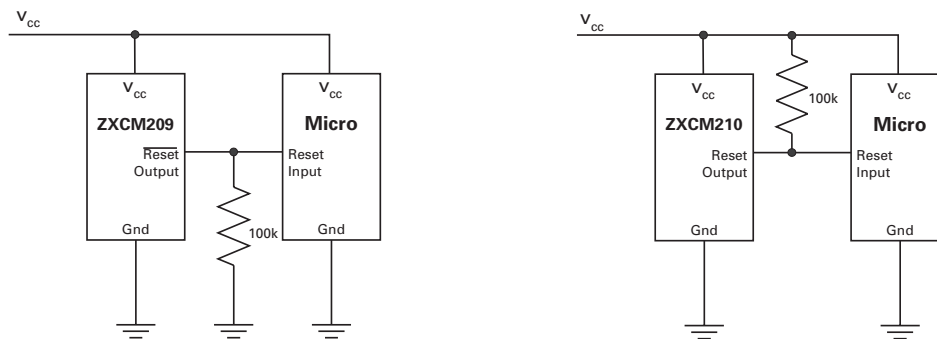 Vcc
Vcc
ZXCM209
Reset
Output
Gnd
Vcc
Micro
Reset
Input
Gnd
100k
Vcc
Vcc
ZXCM210
Reset
Output
Gnd
100k
Vcc
Micro
Reset
Input
Gnd